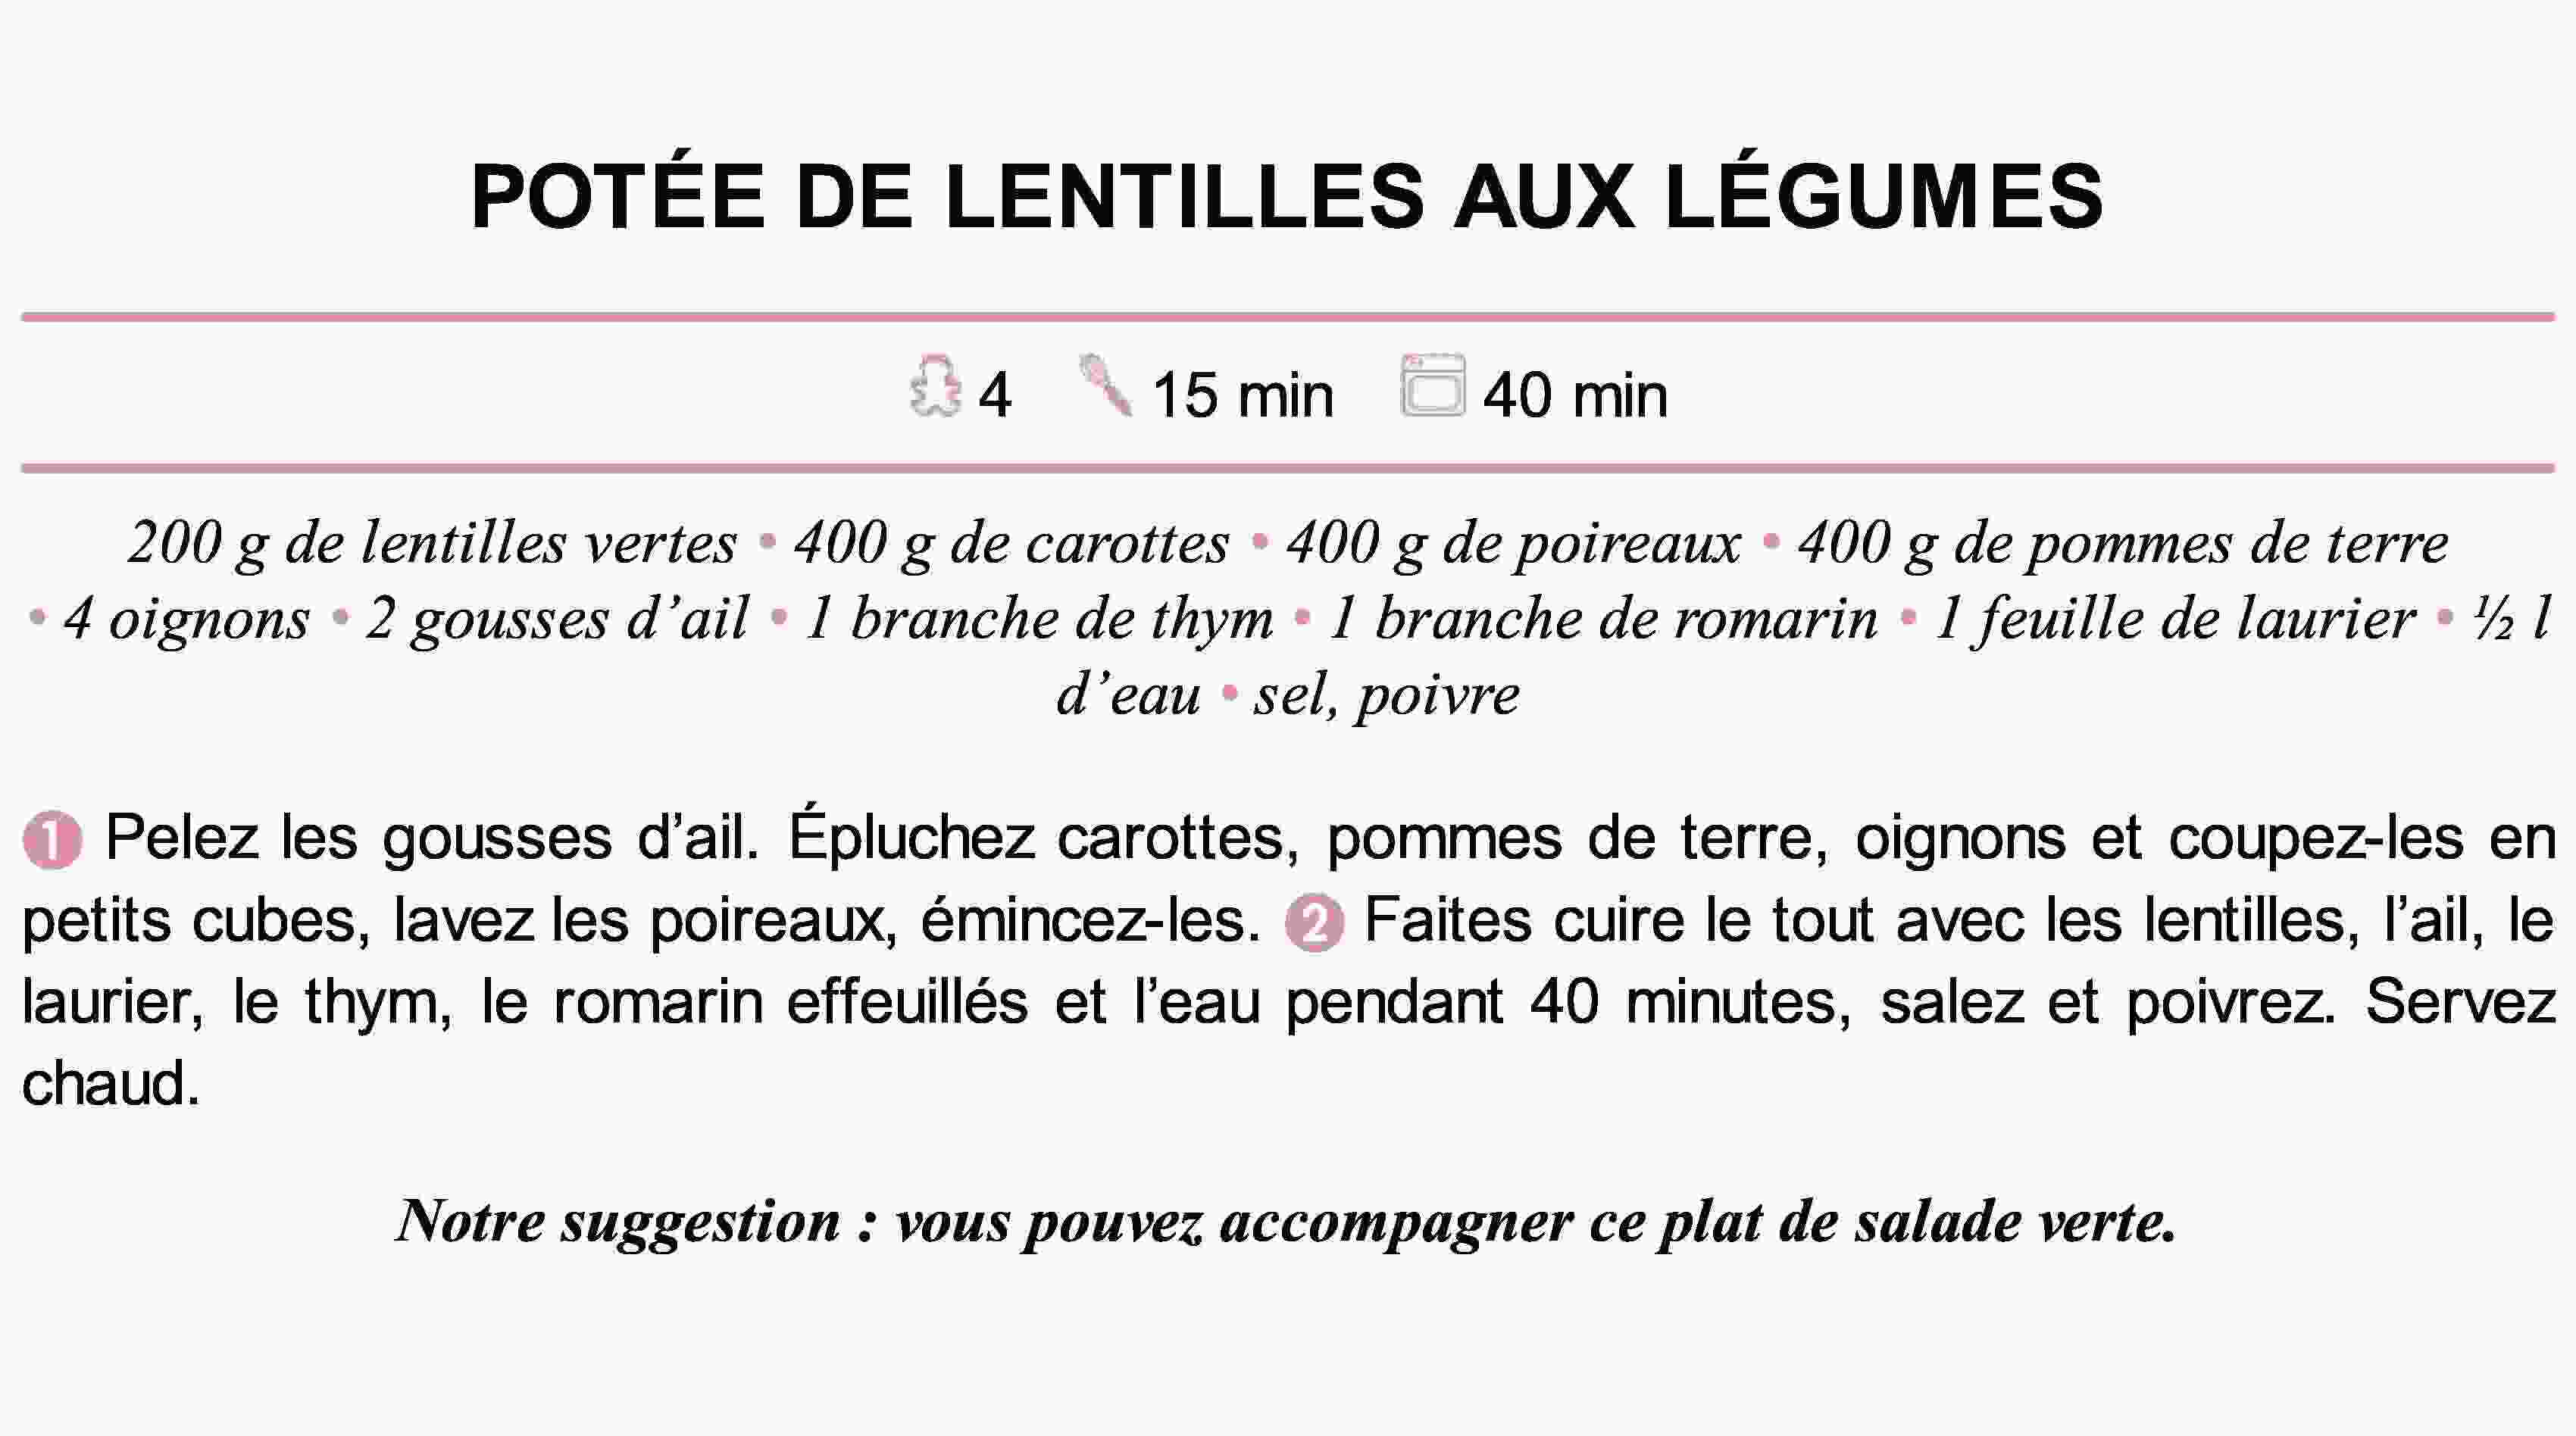 POTÉE DE LENTILLES AUX LÉGUMES
4 15 min 40 min
200 g de lentilles vertes • 400 g de carottes • 400 g de poireaux • 400 g de pommes de terre
• 4 oignons • 2 gousses d’ail • 1 branche de thym • 1 branche de romarin • 1 feuille de laurier • ½ l
d’eau • sel, poivre
1 Pelez les gousses d’ail. Épluchez carottes, pommes de terre, oignons et coupez-les en
petits cubes, lavez les poireaux, émincez-les. 2 Faites cuire le tout avec les lentilles, l’ail, le
laurier, le thym, le romarin effeuillés et l’eau pendant 40 minutes, salez et poivrez. Servez
chaud.
Notre suggestion : vous pouvez accompagner ce plat de salade verte.